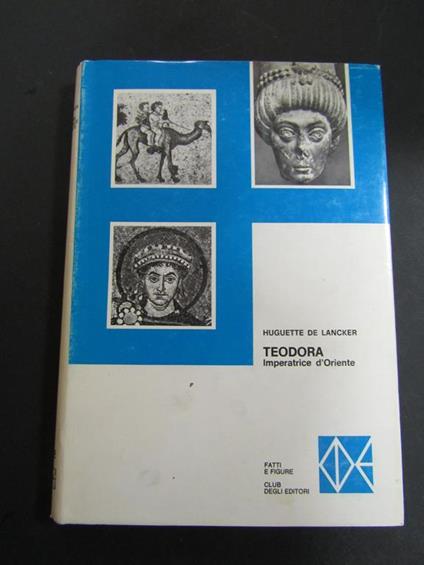 HUGUETTE DE LANCKER
TEODORA
Imperatrice d'Oriente
FATTI
E FIGURE
CLUB
DEGLI EDITORI